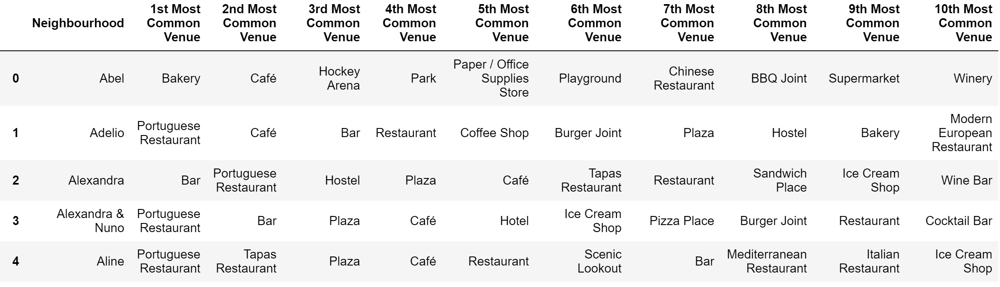 Neighbourhood 1st Most Common Venue 2nd Most Common Venue 3rd Most Common Venue 4th Most Common Venue 5th Most Common Venue 6th Most Common Venue 7th Most Common Venue 8th Most Common Venue 9th Most Common Venue 10th Most Common Venue
0 Abel Bakery Café Hockey Arena Park Paper / Office Supplies Store Playground Chinese Restaurant BBQ Joint Supermarket Winery
1 Adelio Portuguese Restaurant Café Bar Restaurant Coffee Shop Burger Joint Plaza Hostel Bakery Modern European Restaurant
2 Alexandra Bar Portuguese Restaurant Hostel Plaza Café Tapas Restaurant Restaurant Sandwich Place Ice Cream Shop Wine Bar
3 Alexandra & Nuno Portuguese Restaurant Bar Plaza Café Hotel Ice Cream Shop Pizza Place Burger Joint Restaurant Cocktail Bar
4 Aline Portuguese Restaurant Tapas Restaurant Plaza Café Restaurant Scenic Lookout Bar Mediterranean Restaurant Italian Restaurant Ice Cream Shop